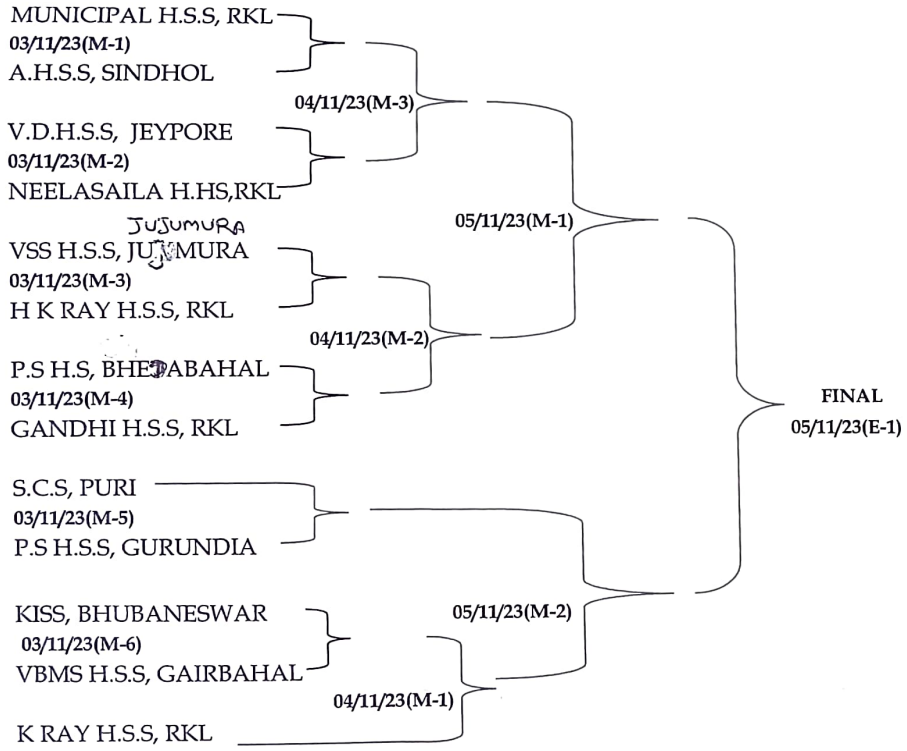 MUNICIPAL H.S.S, RKL
03/11/23(M-1)
A.H.S.S, SINDHOL
04/11/23(M-3)
V.D.H.S.S, JEYPORE
03/11/23(M-2)
NEELASAILA H.HS,RKL
05/11/23(M-1)
JUJUMURA
VSS H.S.S, JUJUMURA
03/11/23(M-3)
H K RAY H.S.S, RKL
04/11/23(M-2)
P.S H.S, BHEDABAHAL
03/11/23(M-4)
GANDHI H.S.S, RKL
FINAL
05/11/23(E-1)
S.C.S, PURI
03/11/23(M-5)
P.S H.S.S, GURUNDIA
05/11/23(M-2)
KISS, BHUBANESWAR
03/11/23(M-6)
VBMS H.S.S, GAIRBAHAL
04/11/23(M-1)
K RAY H.S.S, RKL